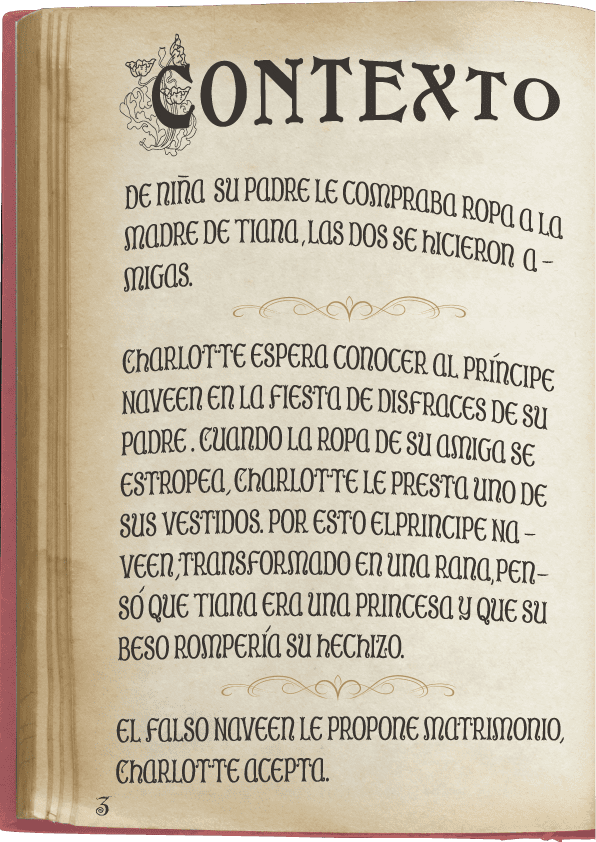 CONTEXTO
DE NIÑA SU PADRE LE COMPRABA ROPA A LA
MADRE DE TIANA, LAS DOS SE HICIERON A-
MIGAS.
CHARLOTTE ESPERA CONOCER AL PRÍNCIPE
NAVEEN EN LA FIESTA DE DISFRACES DE SU
PADRE. CUANDO LA ROPA DE SU AMIGA SE
ESTROPEA, CHARLOTTE LE PRESTA UNO DE
SUS VESTIDOS. POR ESTO ELPRINCIPE NA-
VEEN,TRANSFORMADO EN UNA RANA,PEN-
SÓ QUE TIANA ERA UNA PRINCESA Y QUE SU
BESO ROMPERÍA SU HECHIZO.
EL FALSO NAVEEN LE PROPONE MATRIMONIO,
CHARLOTTE ACEPTA.
3